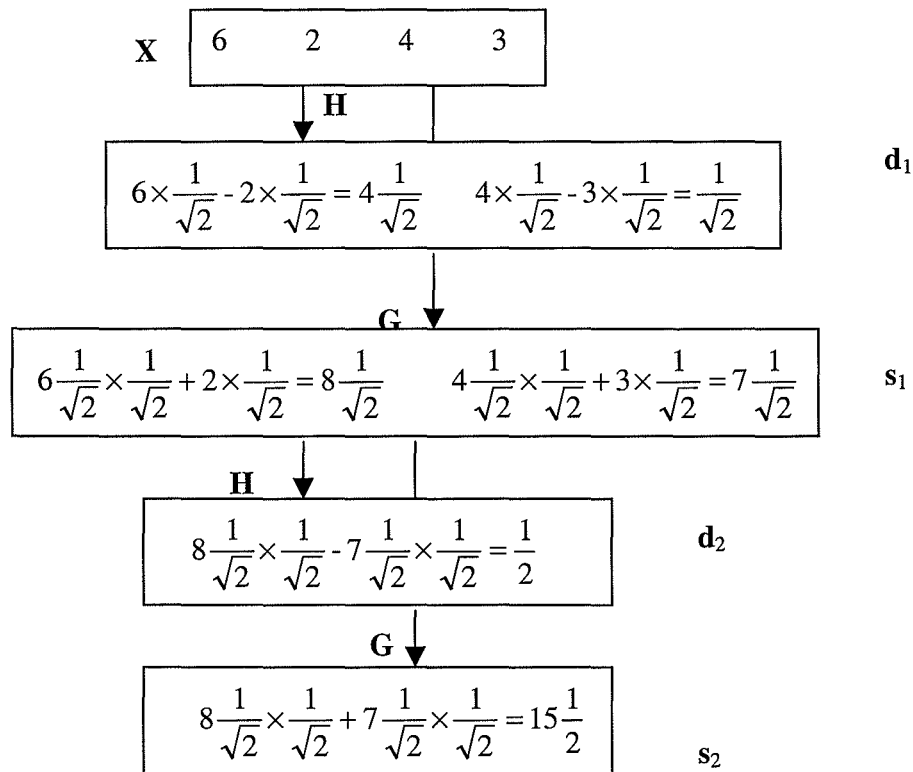 X 6 2 4 3
H
6×1/√2 - 2×1/√2 = 4 1/√2 4×1/√2 - 3×1/√2 = 1/√2 d₁
G
6 1/√2 × 1/√2 + 2×1/√2 = 8 1/√2 4 1/√2 × 1/√2 + 3×1/√2 = 7 1/√2 s₁
H
8 1/√2 × 1/√2 - 7 1/√2 × 1/√2 = 1/2 d₂
G
8 1/√2 × 1/√2 + 7 1/√2 × 1/√2 = 15 1/2
s₂